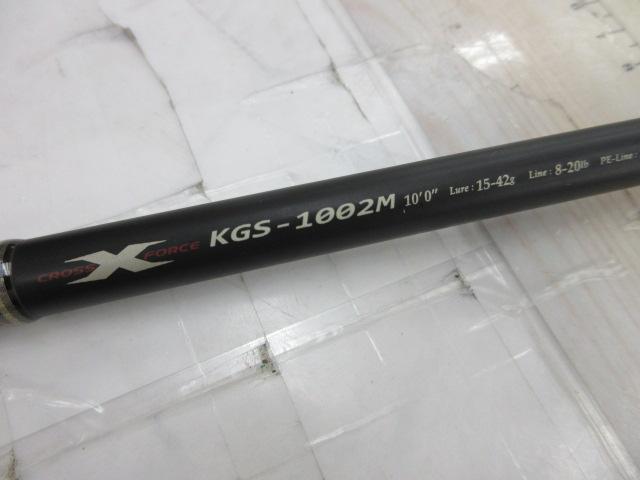 CROSS X FORCE KGS-1002M 10'0" Lure : 15-42g Line : 8-20lb PE-Line :